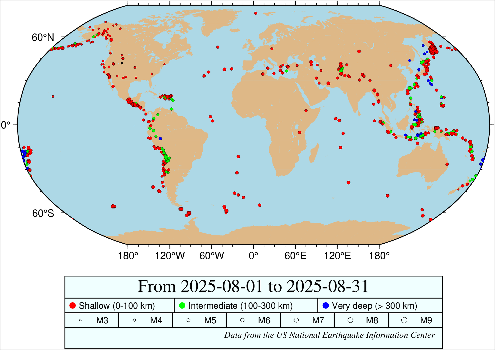 60°N
0°
60°S
180° 120°W 60°W 0° 60°E 120°E 180°
From 2025-08-01 to 2025-08-31
Shallow (0-100 km) Intermediate (100-300 km) Very deep (> 300 km)
M3 M4 M5 M6 M7 M8 M9
Data from the US National Earthquake Information Center